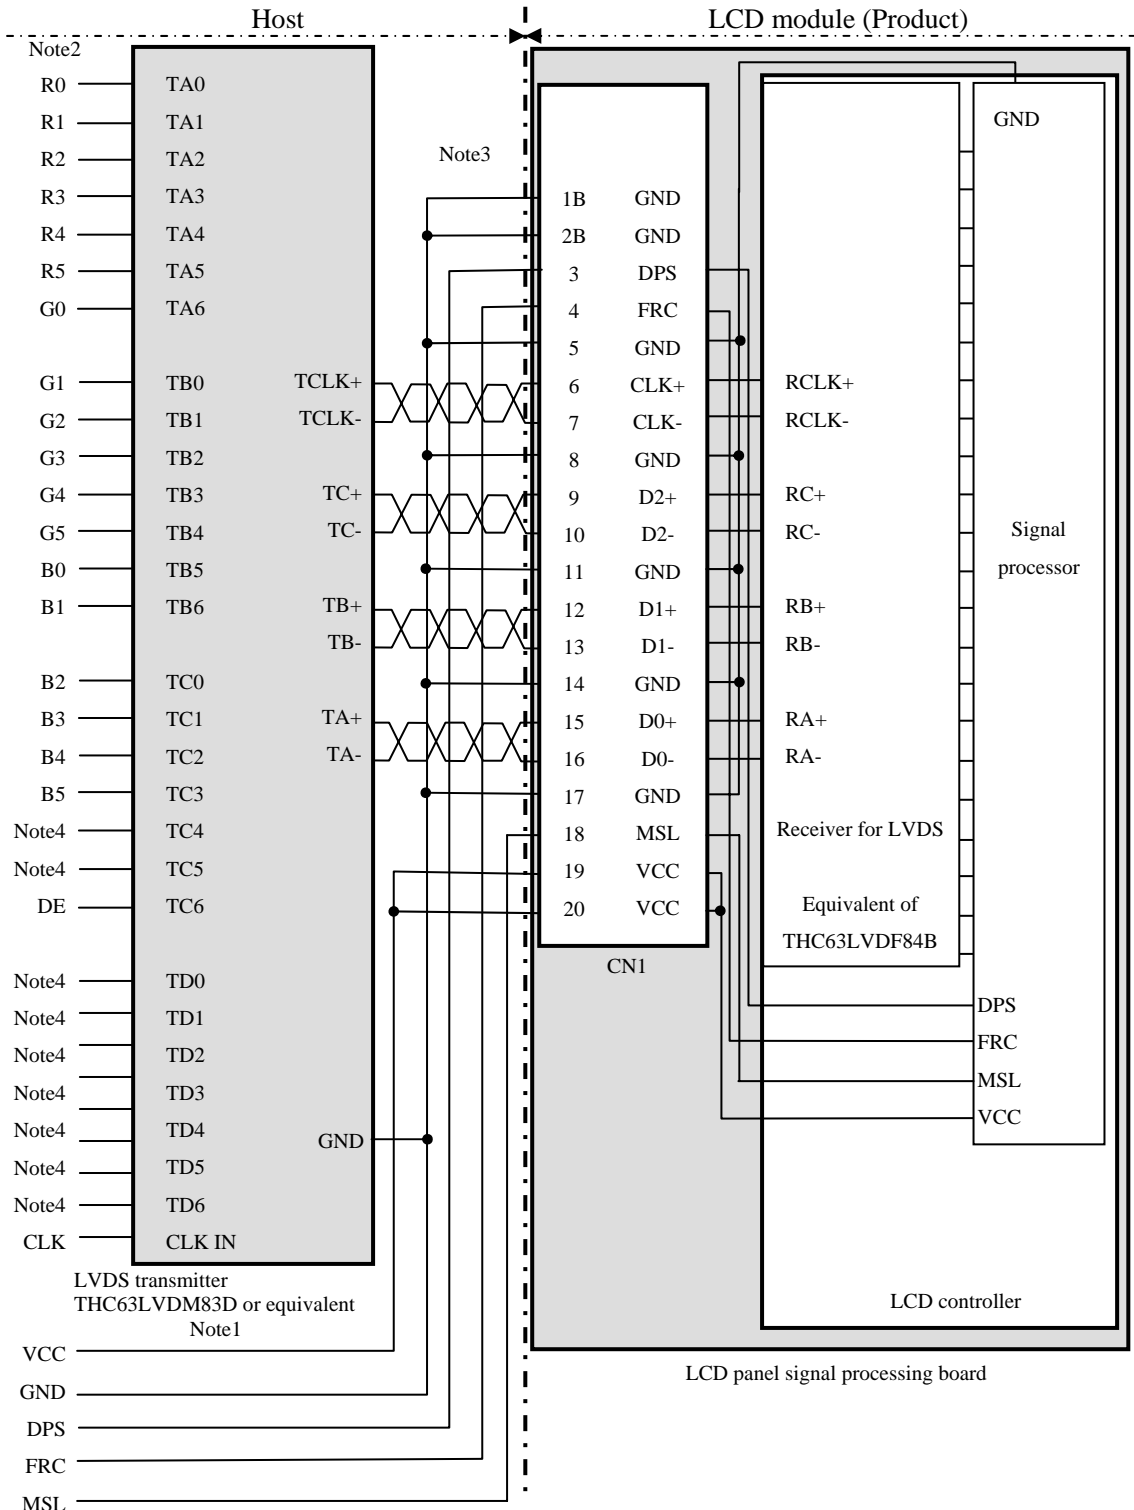 Host
LCD module (Product)
Note2
R0 TA0
R1 TA1
R2 TA2
R3 TA3
R4 TA4
R5 TA5
G0 TA6
G1 TB0 TCLK+
G2 TB1 TCLK-
G3 TB2
G4 TB3 TC+
G5 TB4 TC-
B0 TB5
B1 TB6 TB+
TB-
B2 TC0
B3 TC1 TA+
B4 TC2 TA-
B5 TC3
Note4 TC4
Note4 TC5
DE TC6
Note4 TD0
Note4 TD1
Note4 TD2
Note4 TD3
Note4 TD4
GND
Note4 TD5
Note4 TD6
CLK CLK IN
LVDS transmitter
THC63LVDM83D or equivalent
Note1
VCC
GND
DPS
FRC
MSL
Note3
1B GND
2B GND
3 DPS
4 FRC
5 GND
6 CLK+
7 CLK-
8 GND
9 D2+
10 D2-
11 GND
12 D1+
13 D1-
14 GND
15 D0+
16 D0-
17 GND
18 MSL
19 VCC
20 VCC
CN1
RCLK+
RCLK-
RC+
RC-
RB+
RB-
RA+
RA-
Receiver for LVDS
Equivalent of
THC63LVDF84B
GND
Signal
processor
DPS
FRC
MSL
VCC
LCD controller
LCD panel signal processing board